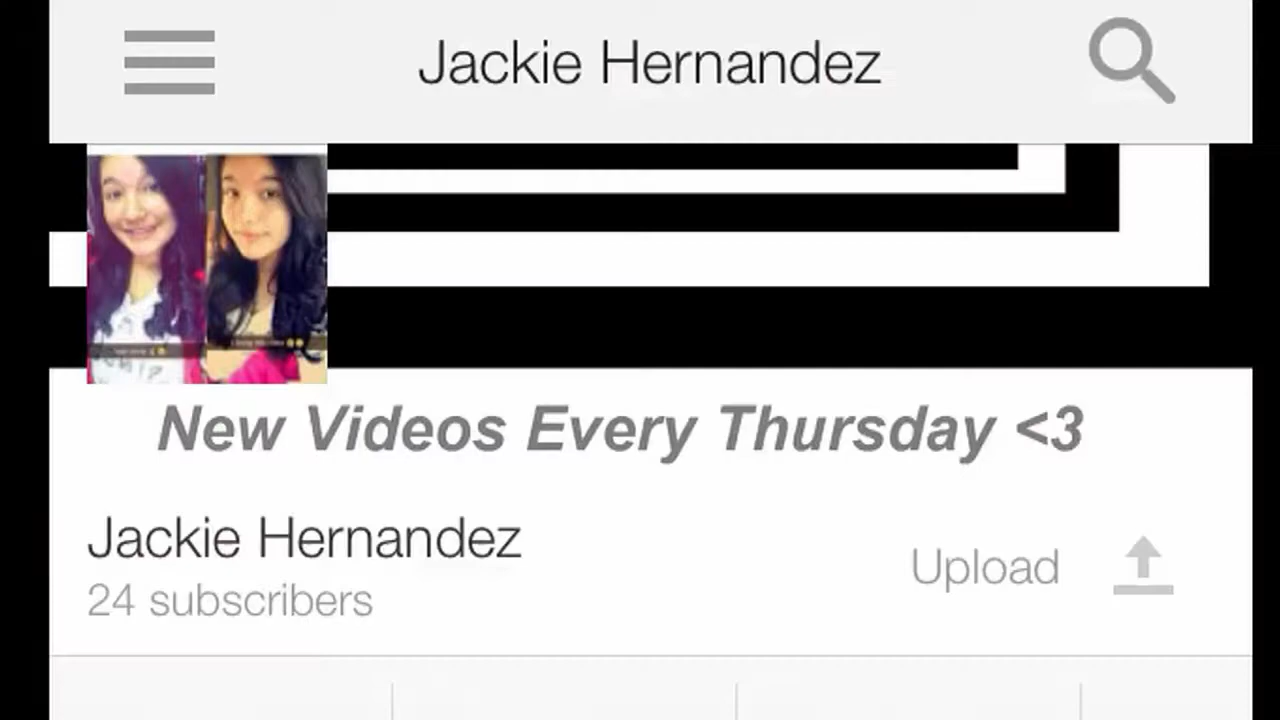 Jackie Hernandez
New Videos Every Thursday <3
Jackie Hernandez
24 subscribers
Upload